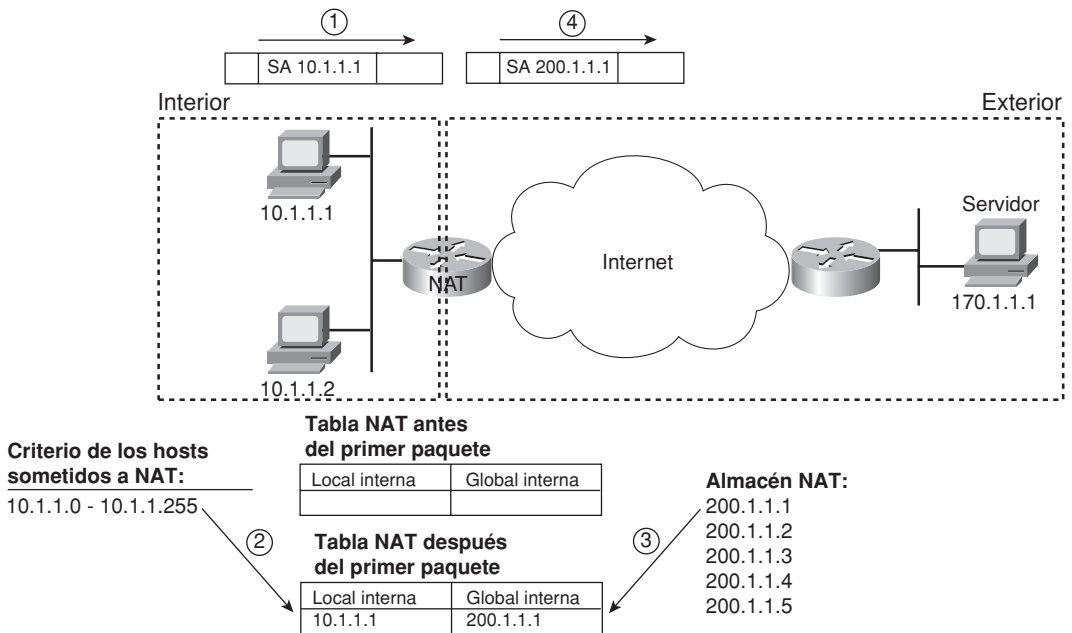 1
4
SA 10.1.1.1
SA 200.1.1.1
Interior
Exterior
10.1.1.1
Servidor
NAT
Internet
170.1.1.1
10.1.1.2
Tabla NAT antes
del primer paquete
Criterio de los hosts
sometidos a NAT:
Local interna
Global interna
Almacén NAT:
10.1.1.0 - 10.1.1.255
200.1.1.1
200.1.1.2
200.1.1.3
200.1.1.4
200.1.1.5
2
3
Tabla NAT después
del primer paquete
Local interna
Global interna
10.1.1.1
200.1.1.1